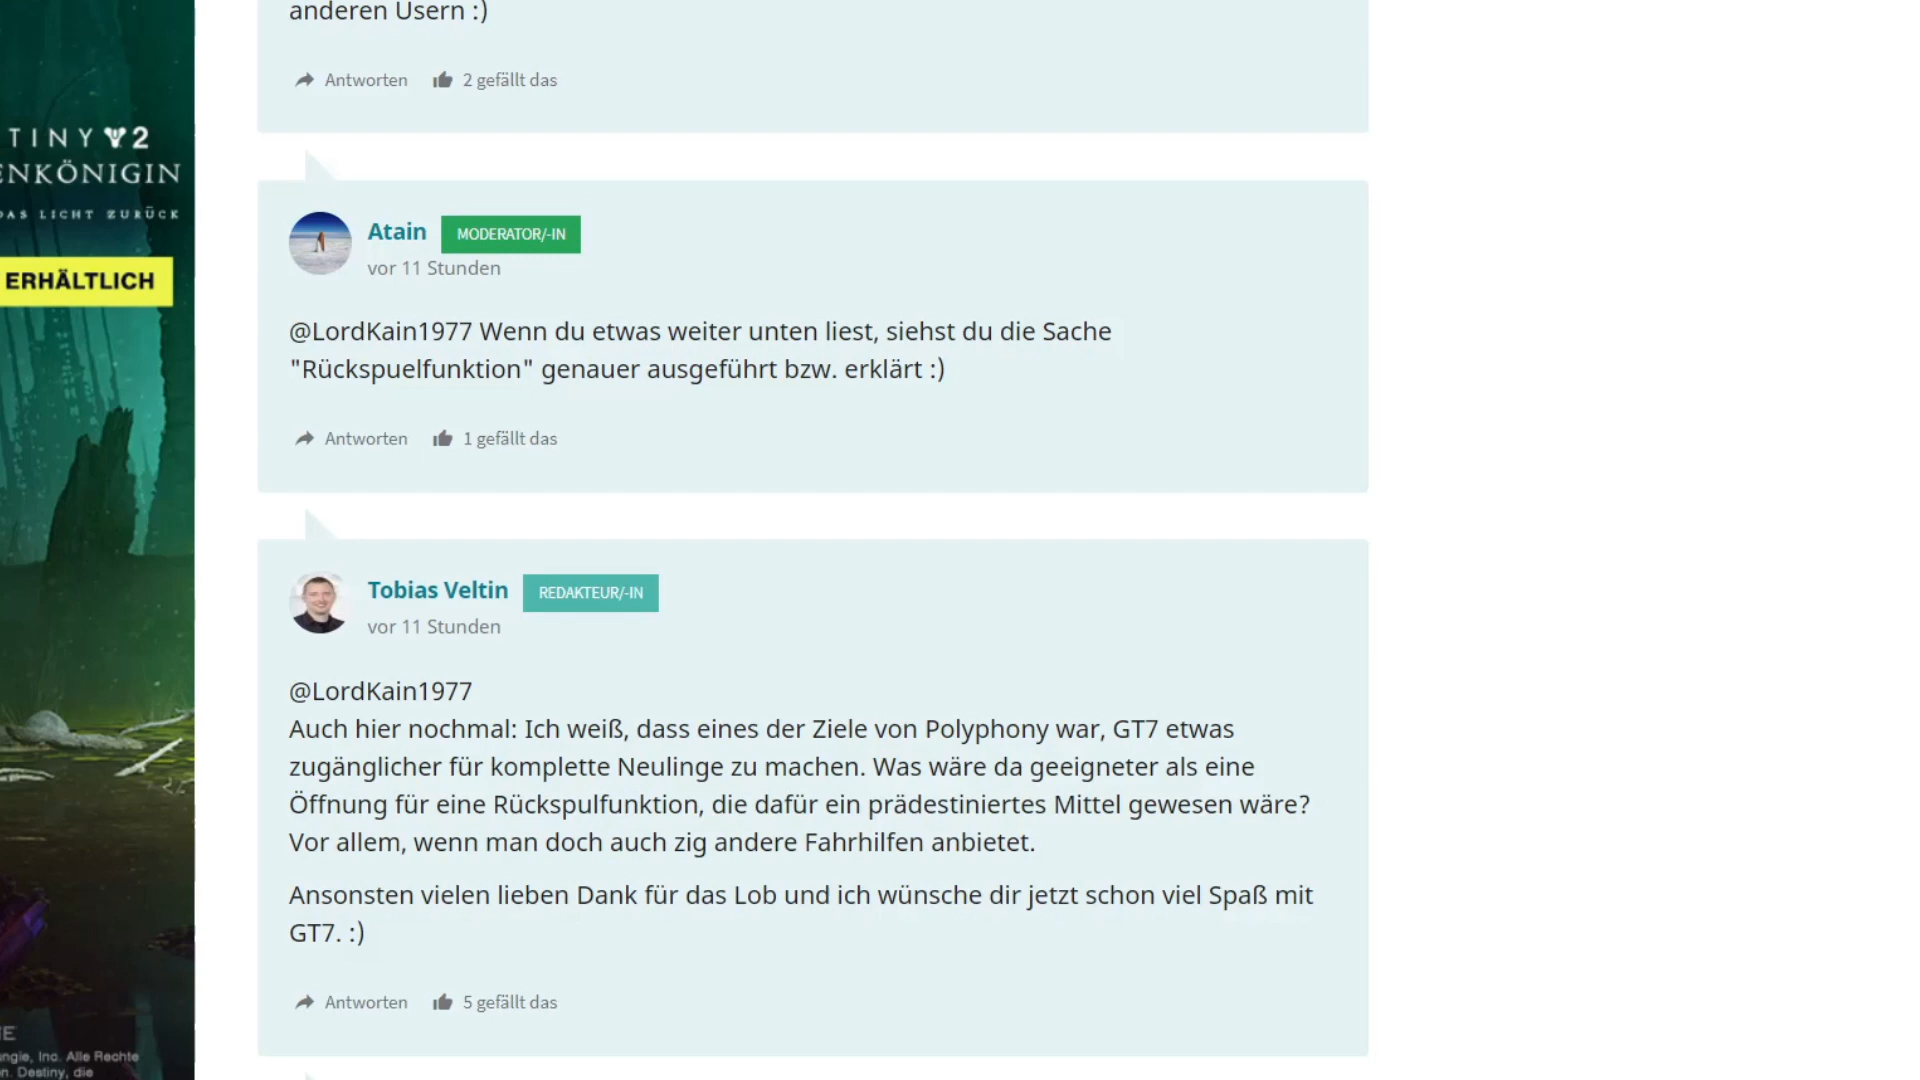 anderen Usern :)
Antworten 2 gefällt das
TINY 2
ENKÖNIGIN
DAS LICHT ZURÜCK
ERHÄLTLICH
Atain MODERATOR/-IN
vor 11 Stunden
@LordKain1977 Wenn du etwas weiter unten liest, siehst du die Sache
"Rückspuelfunktion" genauer ausgeführt bzw. erklärt :)
Antworten 1 gefällt das
Tobias Veltin REDAKTEUR/-IN
vor 11 Stunden
@LordKain1977
Auch hier nochmal: Ich weiß, dass eines der Ziele von Polyphony war, GT7 etwas
zugänglicher für komplette Neulinge zu machen. Was wäre da geeigneter als eine
Öffnung für eine Rückspulfunktion, die dafür ein prädestiniertes Mittel gewesen wäre?
Vor allem, wenn man doch auch zig andere Fahrhilfen anbietet.
Ansonsten vielen lieben Dank für das Lob und ich wünsche dir jetzt schon viel Spaß mit
GT7. :)
Antworten 5 gefällt das
IE
ngie, Inc. Alle Rechte
n. Destiny, die